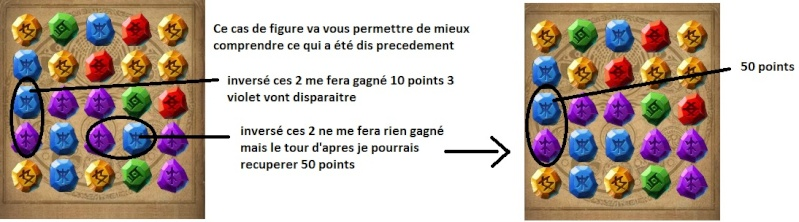 Ce cas de figure va vous permettre de mieux
comprendre ce qui a été dis precedement
inversé ces 2 me fera gagné 10 points 3
violet vont disparaitre
50 points
inversé ces 2 ne me fera rien gagné
mais le tour d'apres je pourrais
recuperer 50 points